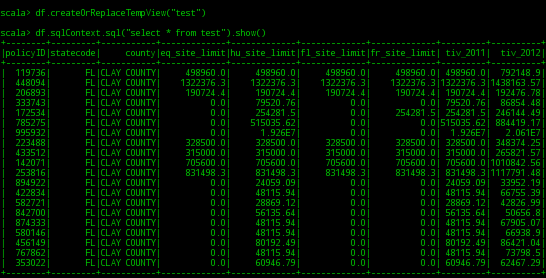 scala> df.createOrReplaceTempView("test")
scala> df.sqlContext.sql("select * from test").show()
+--------+---------+-----------+-------------+-------------+-------------+-------------+---------+----------+
|policyID|statecode|     county|eq_site_limit|hu_site_limit|fl_site_limit|fr_site_limit| tiv_2011|  tiv_2012|
+--------+---------+-----------+-------------+-------------+-------------+-------------+---------+----------+
|  119736|       FL|CLAY COUNTY|     498960.0|     498960.0|     498960.0|     498960.0| 498960.0|  792148.9|
|  448094|       FL|CLAY COUNTY|    1322376.3|    1322376.3|    1322376.3|    1322376.3|1322376.3|1438163.57|
|  206893|       FL|CLAY COUNTY|     190724.4|     190724.4|     190724.4|     190724.4| 190724.4| 192476.78|
|  333743|       FL|CLAY COUNTY|          0.0|     79520.76|          0.0|          0.0| 79520.76|  86854.48|
|  172534|       FL|CLAY COUNTY|          0.0|     254281.5|          0.0|     254281.5| 254281.5| 246144.49|
|  785275|       FL|CLAY COUNTY|          0.0|    515035.62|          0.0|          0.0|515035.62| 884419.17|
|  995932|       FL|CLAY COUNTY|          0.0|      1.926E7|          0.0|          0.0|  1.926E7|   2.061E7|
|  223488|       FL|CLAY COUNTY|     328500.0|     328500.0|     328500.0|     328500.0| 328500.0| 348374.25|
|  433512|       FL|CLAY COUNTY|     315000.0|     315000.0|     315000.0|     315000.0| 315000.0| 265821.57|
|  142071|       FL|CLAY COUNTY|     705600.0|     705600.0|     705600.0|     705600.0| 705600.0|1010842.56|
|  253816|       FL|CLAY COUNTY|     831498.3|     831498.3|     831498.3|     831498.3| 831498.3|1117791.48|
|  894922|       FL|CLAY COUNTY|          0.0|     24059.09|          0.0|          0.0| 24059.09|  33952.19|
|  422834|       FL|CLAY COUNTY|          0.0|     48115.94|          0.0|          0.0| 48115.94|  66755.39|
|  582721|       FL|CLAY COUNTY|          0.0|     28869.12|          0.0|          0.0| 28869.12|  42826.99|
|  842700|       FL|CLAY COUNTY|          0.0|     56135.64|          0.0|          0.0| 56135.64|   50656.8|
|  874333|       FL|CLAY COUNTY|          0.0|     48115.94|          0.0|          0.0| 48115.94|  67905.07|
|  580146|       FL|CLAY COUNTY|          0.0|     48115.94|          0.0|          0.0| 48115.94|   66938.9|
|  456149|       FL|CLAY COUNTY|          0.0|     80192.49|          0.0|          0.0| 80192.49|  86421.04|
|  767862|       FL|CLAY COUNTY|          0.0|     48115.94|          0.0|          0.0| 48115.94|   73798.5|
|  353022|       FL|CLAY COUNTY|          0.0|     60946.79|          0.0|          0.0| 60946.79|  62467.29|
+--------+---------+-----------+-------------+-------------+-------------+-------------+---------+----------+